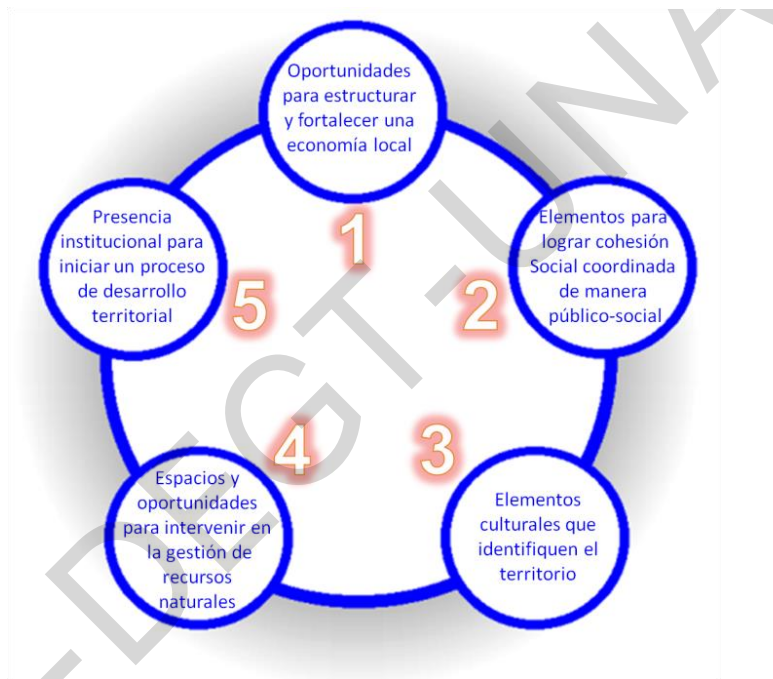 Oportunidades
para estructurar
y fortalecer una
economía local
1
Elementos para
lograr cohesión
Social coordinada
de manera
público-social
2
Elementos
culturales que
identifiquen el
territorio
3
Espacios y
oportunidades
para intervenir en
la gestión de
recursos
naturales
4
Presencia
institucional para
iniciar un proceso
de desarrollo
territorial
5
-DEGT-UNA